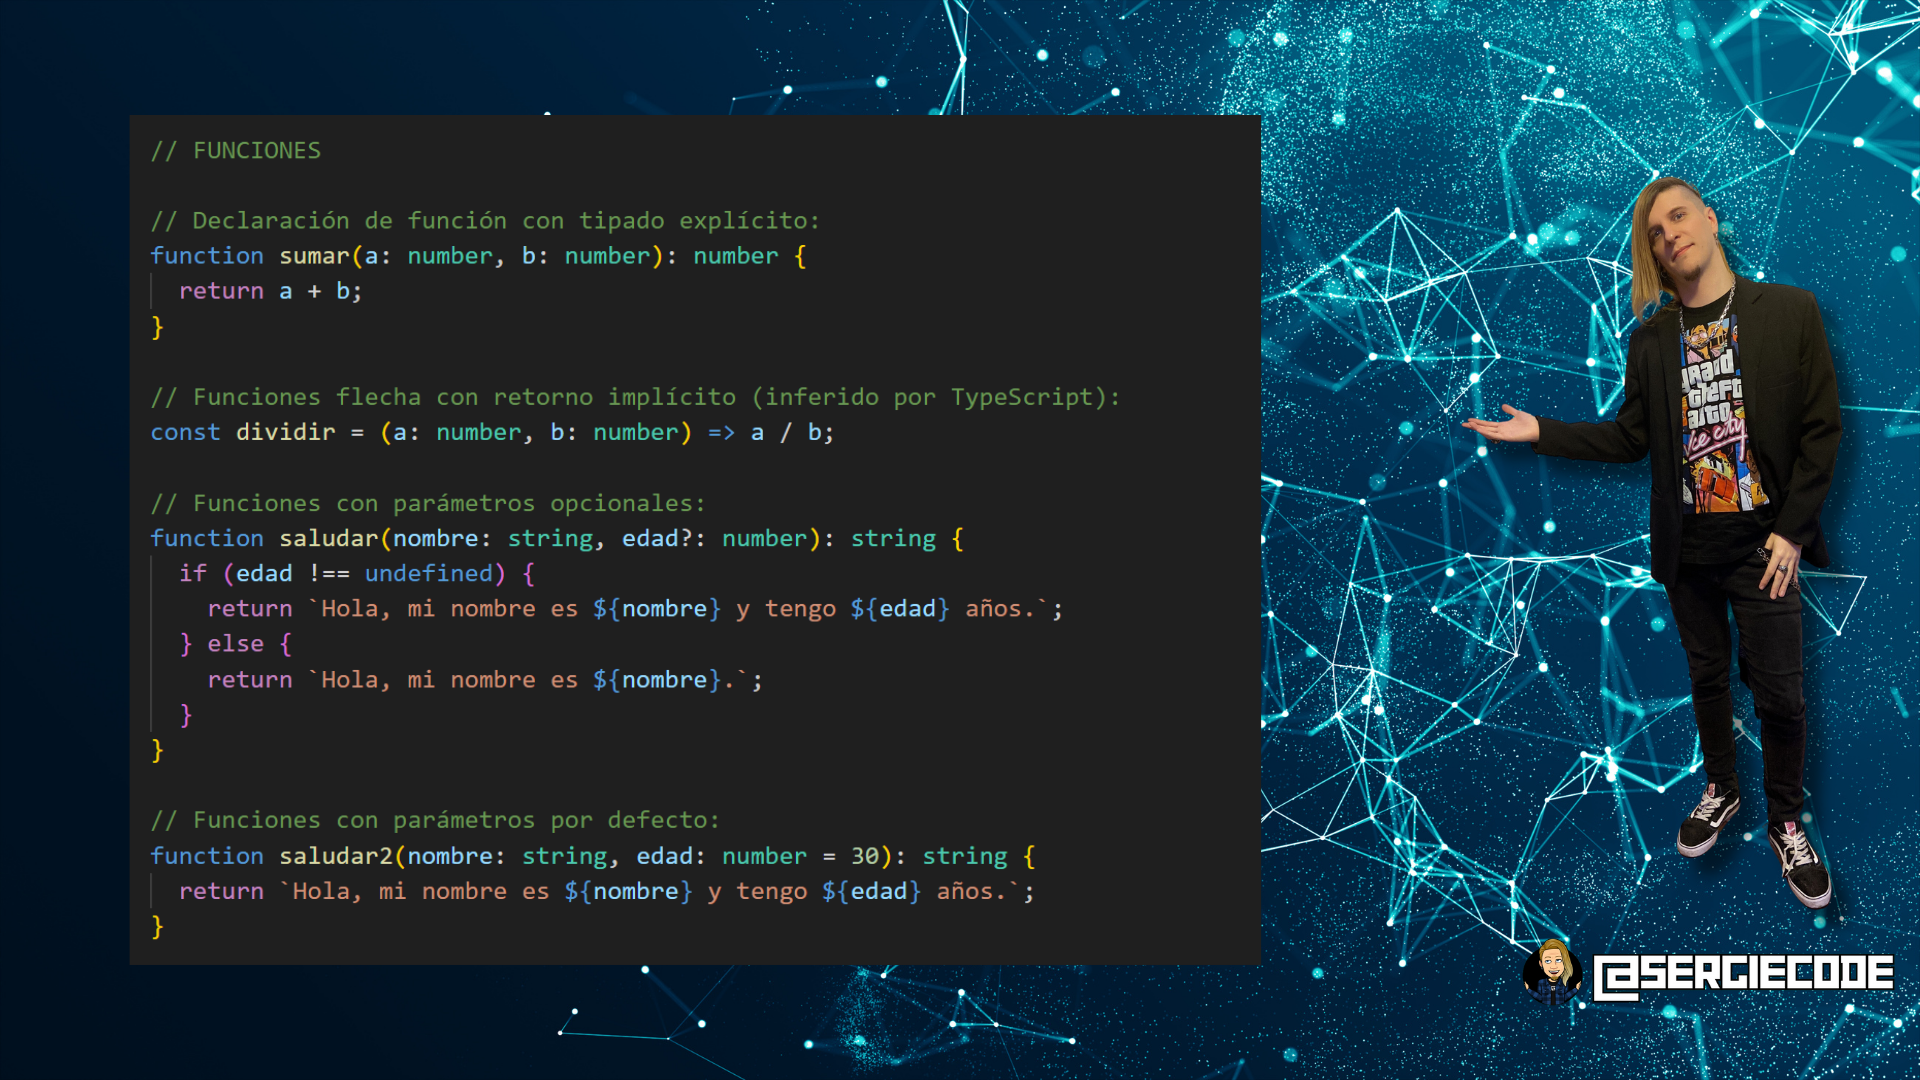 // FUNCIONES
// Declaración de función con tipado explícito:
function sumar(a: number, b: number): number {
  return a + b;
}
// Funciones flecha con retorno implícito (inferido por TypeScript):
const dividir = (a: number, b: number) => a / b;
// Funciones con parámetros opcionales:
function saludar(nombre: string, edad?: number): string {
  if (edad !== undefined) {
    return `Hola, mi nombre es ${nombre} y tengo ${edad} años.`;
  } else {
    return `Hola, mi nombre es ${nombre}.`;
  }
}
// Funciones con parámetros por defecto:
function saludar2(nombre: string, edad: number = 30): string {
  return `Hola, mi nombre es ${nombre} y tengo ${edad} años.`;
}
grand
theft
auto
Vice City
@SERGIECODE